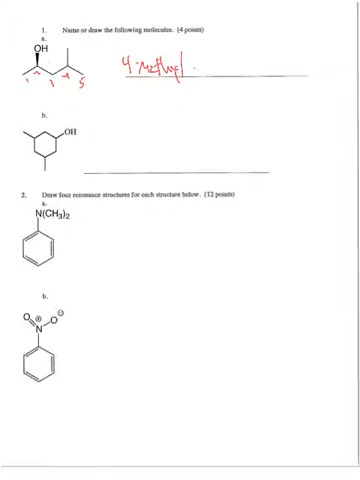 1. Name or draw the following molecules. (4 points)
a.
OH
1 2 3 4 5
4-methyl
b.
OH
2. Draw four resonance structures for each structure below. (12 points)
a.
N(CH₃)₂
b.
O ⊕ O ⊖
N